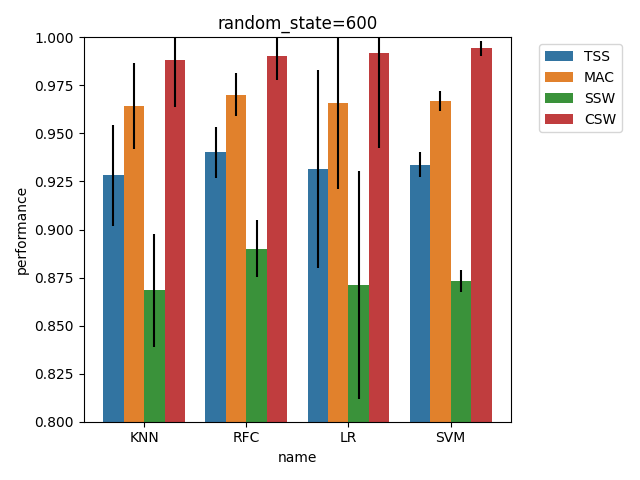 random_state=600
1.000
0.975
0.950
0.925
0.900
0.875
0.850
0.825
0.800
performance
KNN RFC LR SVM
name
TSS
MAC
SSW
CSW